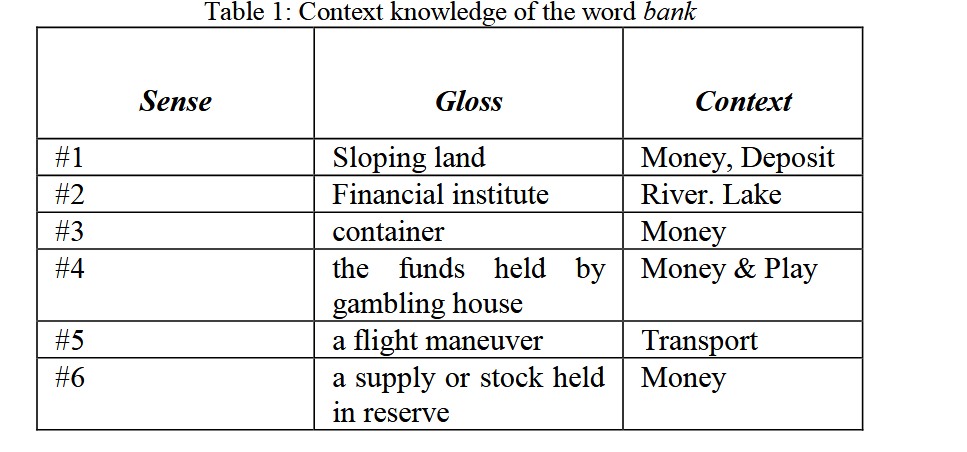 Table 1: Context knowledge of the word bank
Sense Gloss Context
#1 Sloping land Money, Deposit
#2 Financial institute River. Lake
#3 container Money
#4 the funds held by Money & Play
gambling house
#5 a flight maneuver Transport
#6 a supply or stock held Money
in reserve